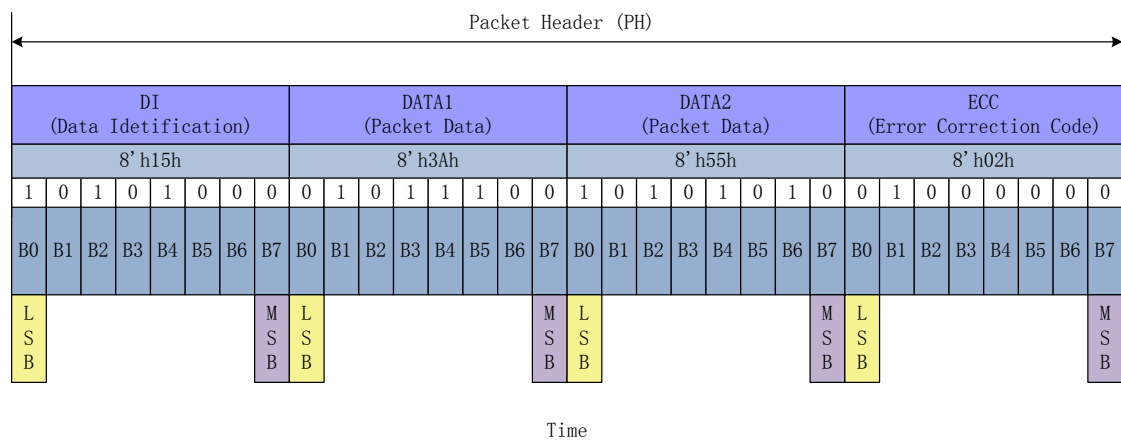 Packet Header (PH)
DI DATA1 DATA2 ECC
(Data Idetification) (Packet Data) (Packet Data) (Error Correction Code)
8'h15h 8'h3Ah 8'h55h 8'h02h
1 0 1 0 1 0 0 0 0 1 0 1 1 1 0 0 1 0 1 0 1 0 1 0 0 1 0 0 0 0 0 0
B0 B1 B2 B3 B4 B5 B6 B7 B0 B1 B2 B3 B4 B5 B6 B7 B0 B1 B2 B3 B4 B5 B6 B7 B0 B1 B2 B3 B4 B5 B6 B7
L M L M L M L M
S S S S S S S S
B B B B B B B B
Time